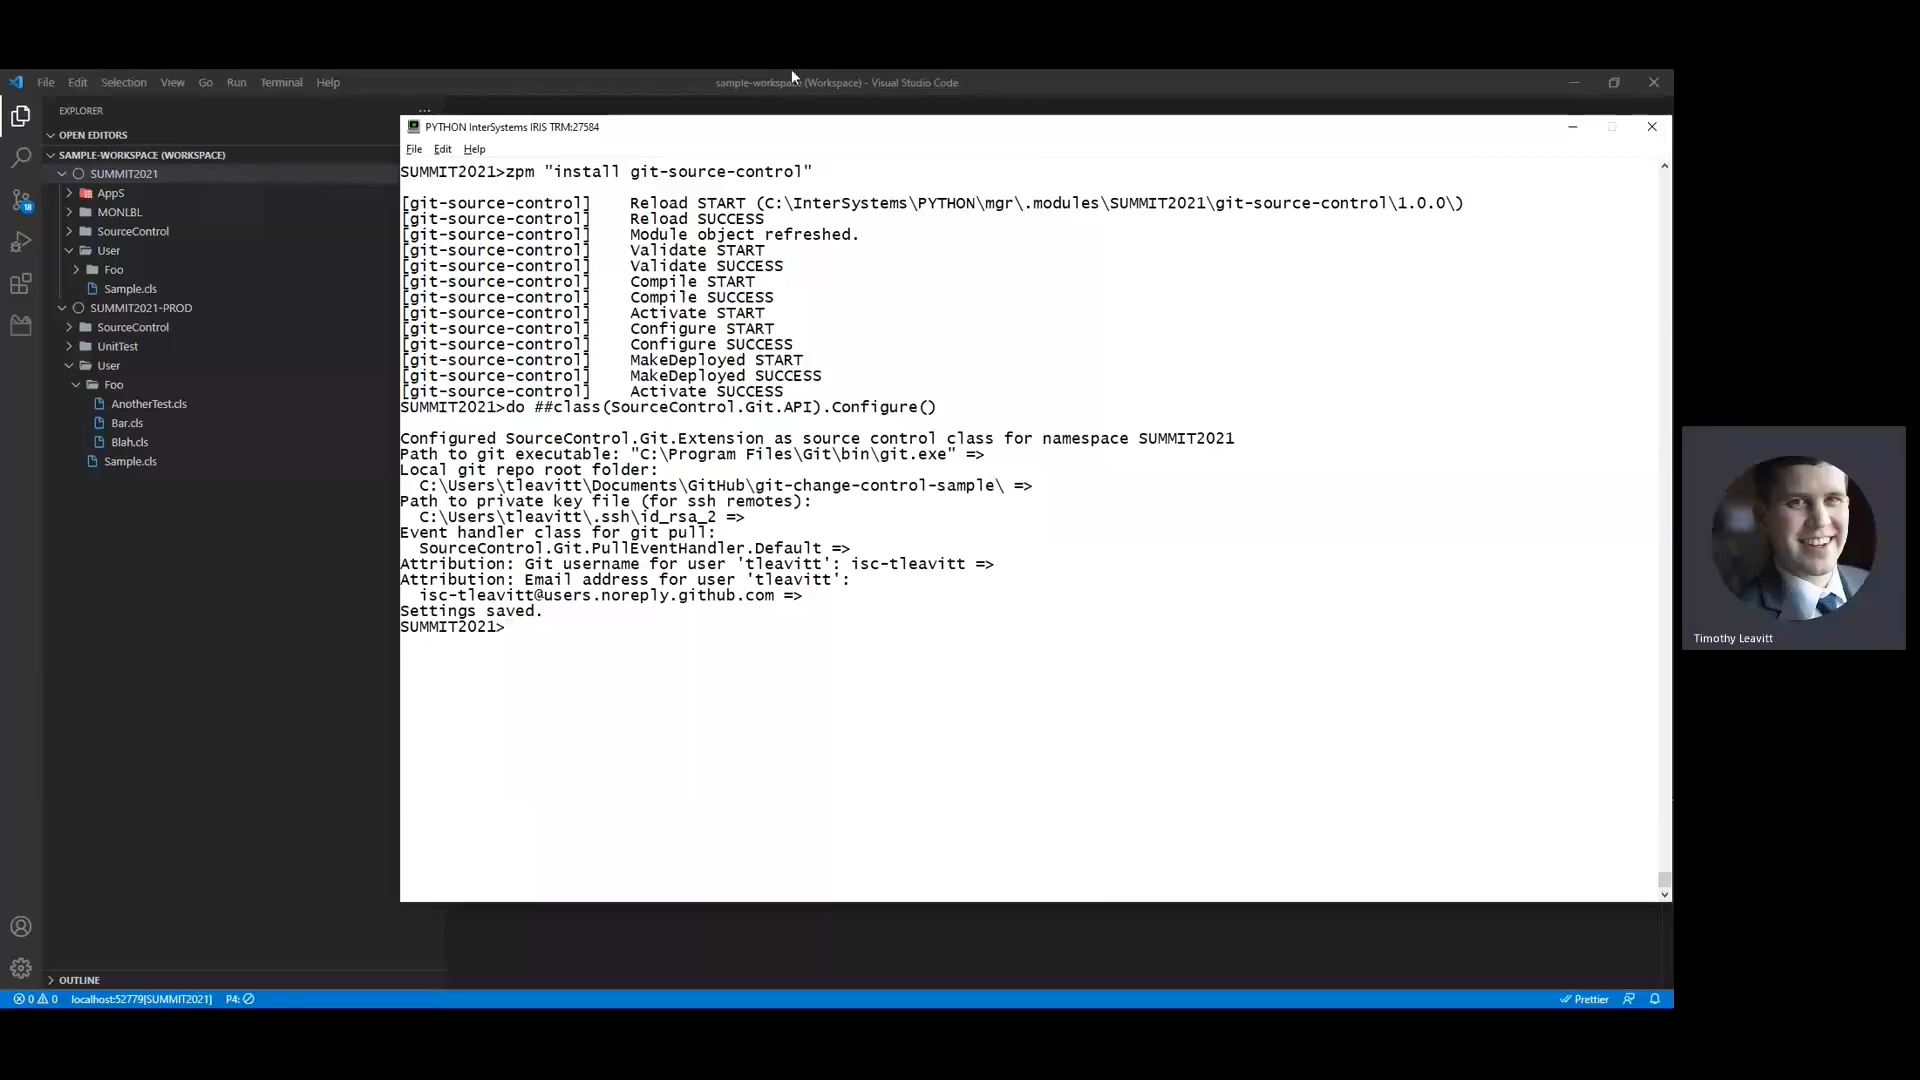 File Edit Selection View Go Run Terminal Help
sample-workspace (Workspace) - Visual Studio Code
EXPLORER
OPEN EDITORS
SAMPLE-WORKSPACE (WORKSPACE)
SUMMIT2021
AppS
MONLBL
SourceControl
User
Foo
Sample.cls
SUMMIT2021-PROD
SourceControl
UnitTest
User
Foo
AnotherTest.cls
Bar.cls
Blah.cls
Sample.cls
18
OUTLINE
PYTHON InterSystems IRIS TRM:27584
File Edit Help
SUMMIT2021>zpm "install git-source-control"
[git-source-control] Reload START (C:\InterSystems\PYTHON\mgr\.modules\SUMMIT2021\git-source-control\1.0.0\)
[git-source-control] Reload SUCCESS
[git-source-control] Module object refreshed.
[git-source-control] Validate START
[git-source-control] Validate SUCCESS
[git-source-control] Compile START
[git-source-control] Compile SUCCESS
[git-source-control] Activate START
[git-source-control] Configure START
[git-source-control] Configure SUCCESS
[git-source-control] MakeDeployed START
[git-source-control] MakeDeployed SUCCESS
[git-source-control] Activate SUCCESS
SUMMIT2021>do ##class(SourceControl.Git.API).Configure()
Configured SourceControl.Git.Extension as source control class for namespace SUMMIT2021
Path to git executable: "C:\Program Files\Git\bin\git.exe" =>
Local git repo root folder:
C:\Users\tleavitt\Documents\GitHub\git-change-control-sample\ =>
Path to private key file (for ssh remotes):
C:\Users\tleavitt\.ssh\id_rsa_2 =>
Event handler class for git pull:
SourceControl.Git.PullEventHandler.Default =>
Attribution: Git username for user 'tleavitt': isc-tleavitt =>
Attribution: Email address for user 'tleavitt':
isc-tleavitt@users.noreply.github.com =>
Settings saved.
SUMMIT2021>
Timothy Leavitt
0 0 localhost:52779[SUMMIT2021] P4: Prettier